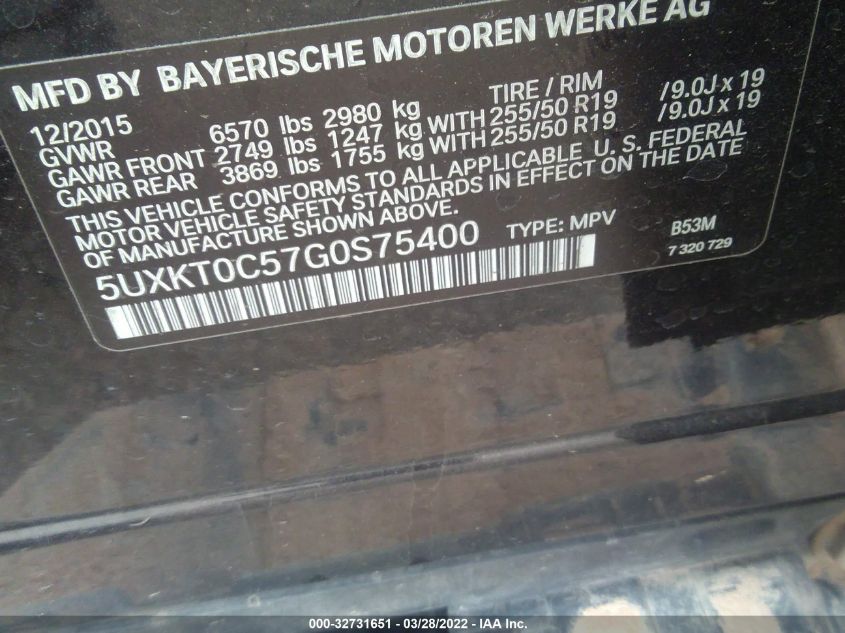 MFD BY BAYERISCHE MOTOREN WERKE AG
12/2015 TIRE / RIM
GVWR 6570 lbs 2980 kg
GAWR FRONT 2749 lbs 1247 kg WITH 255/50 R19 /9.0J x 19
GAWR REAR 3869 lbs 1755 kg WITH 255/50 R19 /9.0J x 19
THIS VEHICLE CONFORMS TO ALL APPLICABLE U. S. FEDERAL
MOTOR VEHICLE SAFETY STANDARDS IN EFFECT ON THE DATE
OF MANUFACTURE SHOWN ABOVE.
5UXKT0C57G0S75400 TYPE: MPV B53M
7 320 729
000-32731651 | 03/28/2022 - IAA Inc.